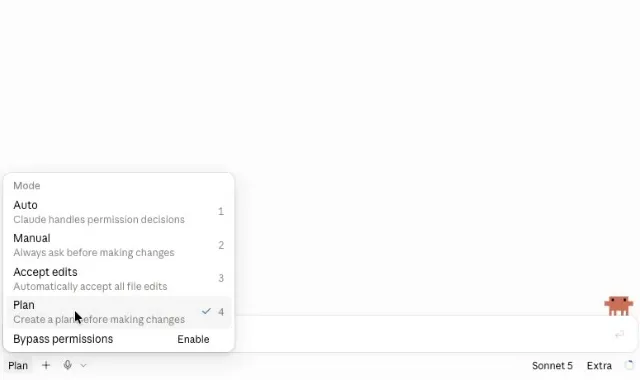 Mode
Auto
Claude handles permission decisions
1
Manual
Always ask before making changes
2
Accept edits
Automatically accept all file edits
3
Plan
Create a plan before making changes
4
Bypass permissions
Enable
Plan
Sonnet 5
Extra